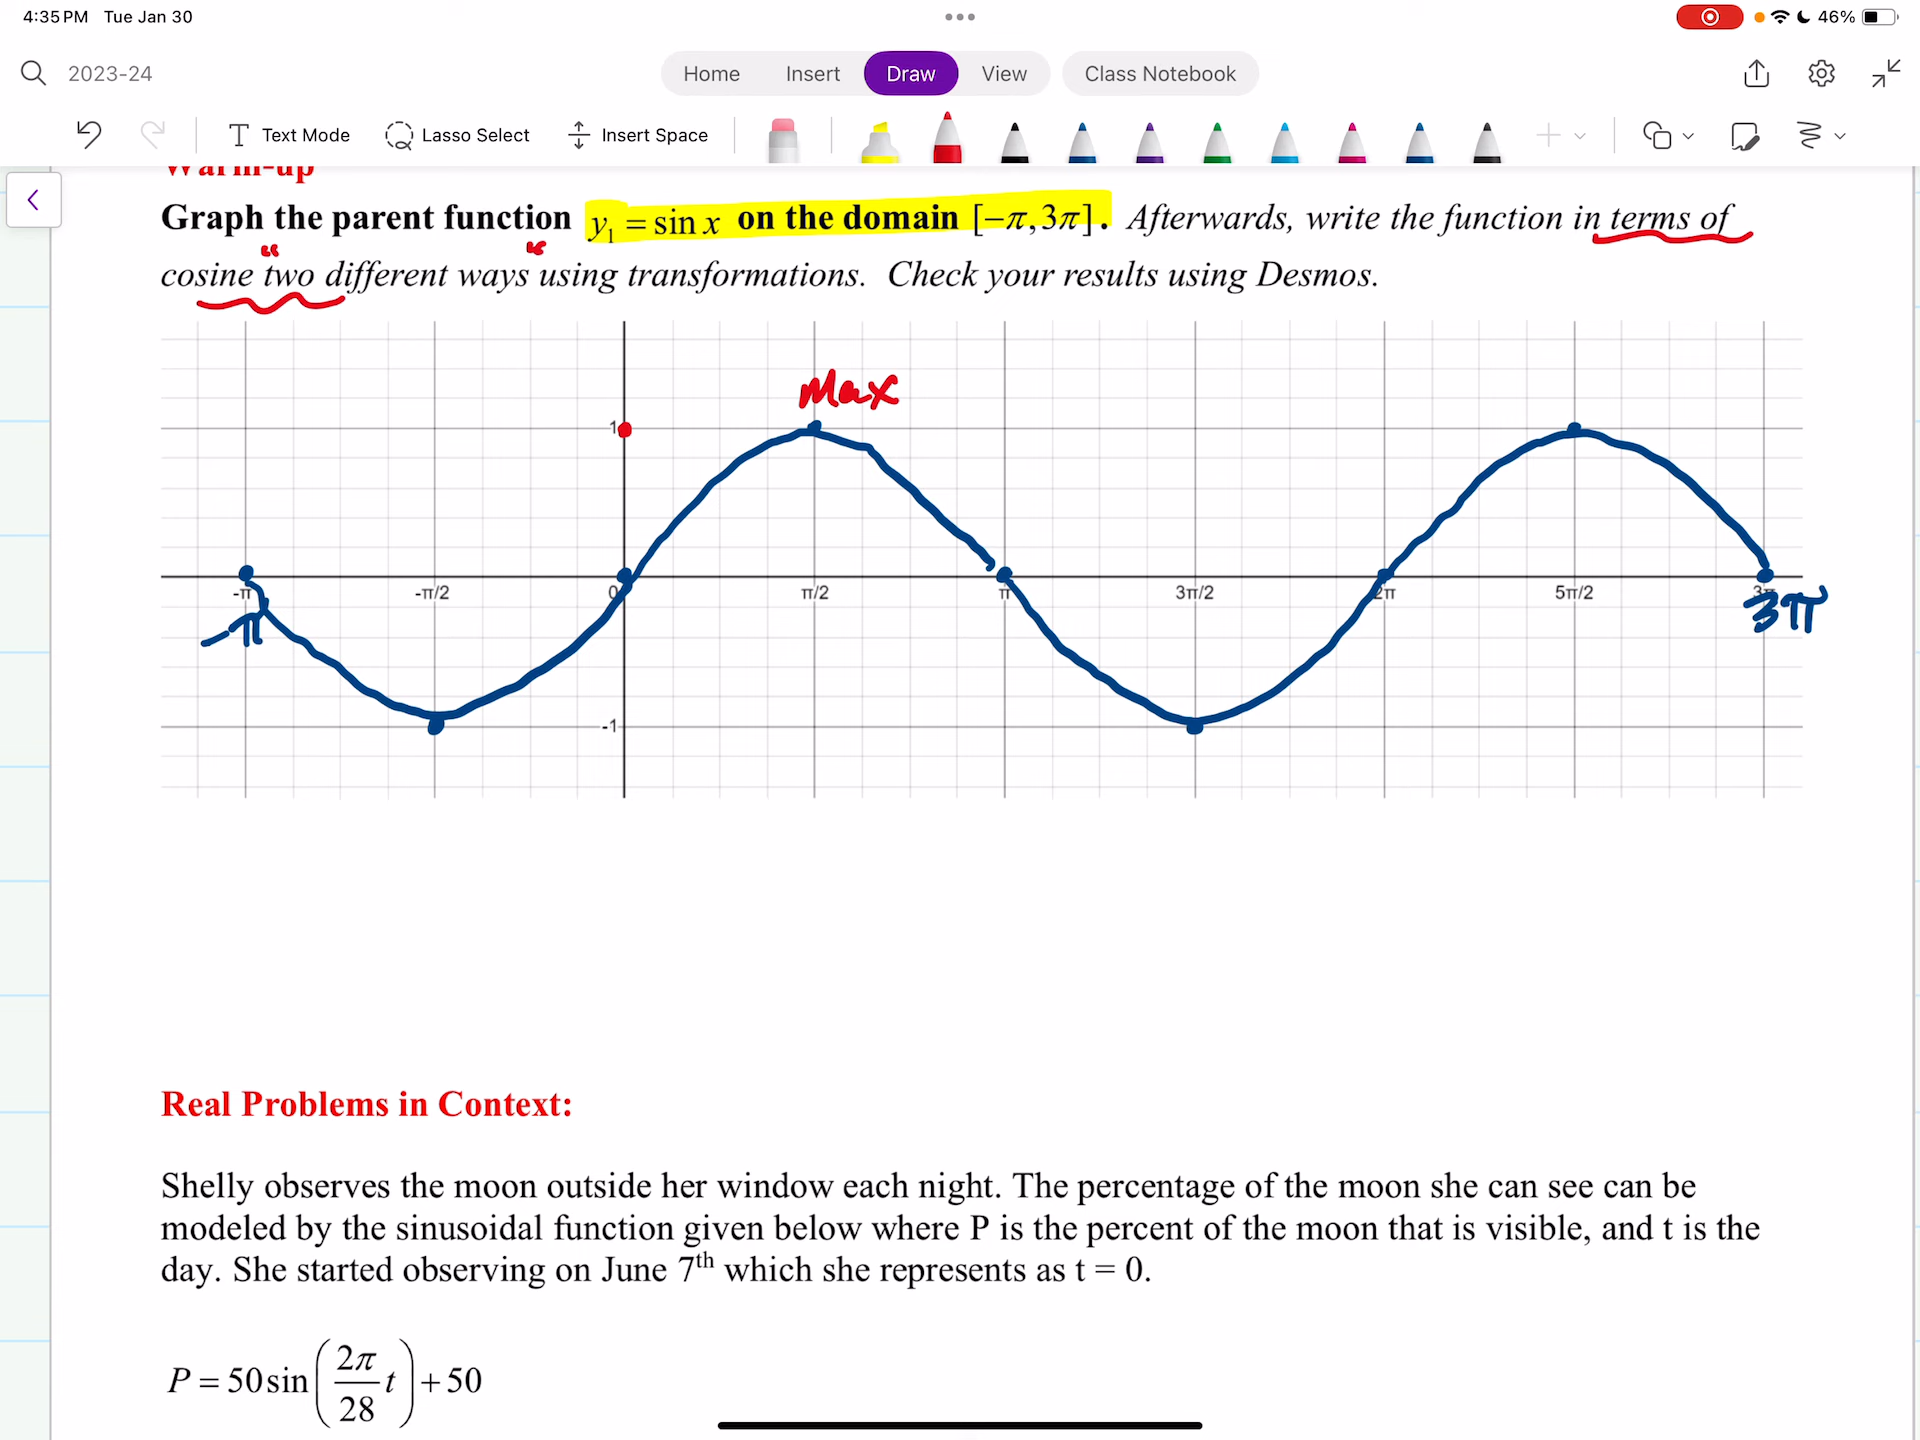 4:35 PM Tue Jan 30
46%
2023-24
Home Insert Draw View Class Notebook
Text Mode Lasso Select Insert Space
Warm-up
Graph the parent function y₁ = sin x on the domain [−π,3π]. Afterwards, write the function in terms of
cosine two different ways using transformations. Check your results using Desmos.
Max
1
-π -π/2 0 π/2 π 3π/2 2π 5π/2 3π
-π 3π
-1
Real Problems in Context:
Shelly observes the moon outside her window each night. The percentage of the moon she can see can be
modeled by the sinusoidal function given below where P is the percent of the moon that is visible, and t is the
day. She started observing on June 7th which she represents as t = 0.
P = 50sin(2π/28 t) + 50